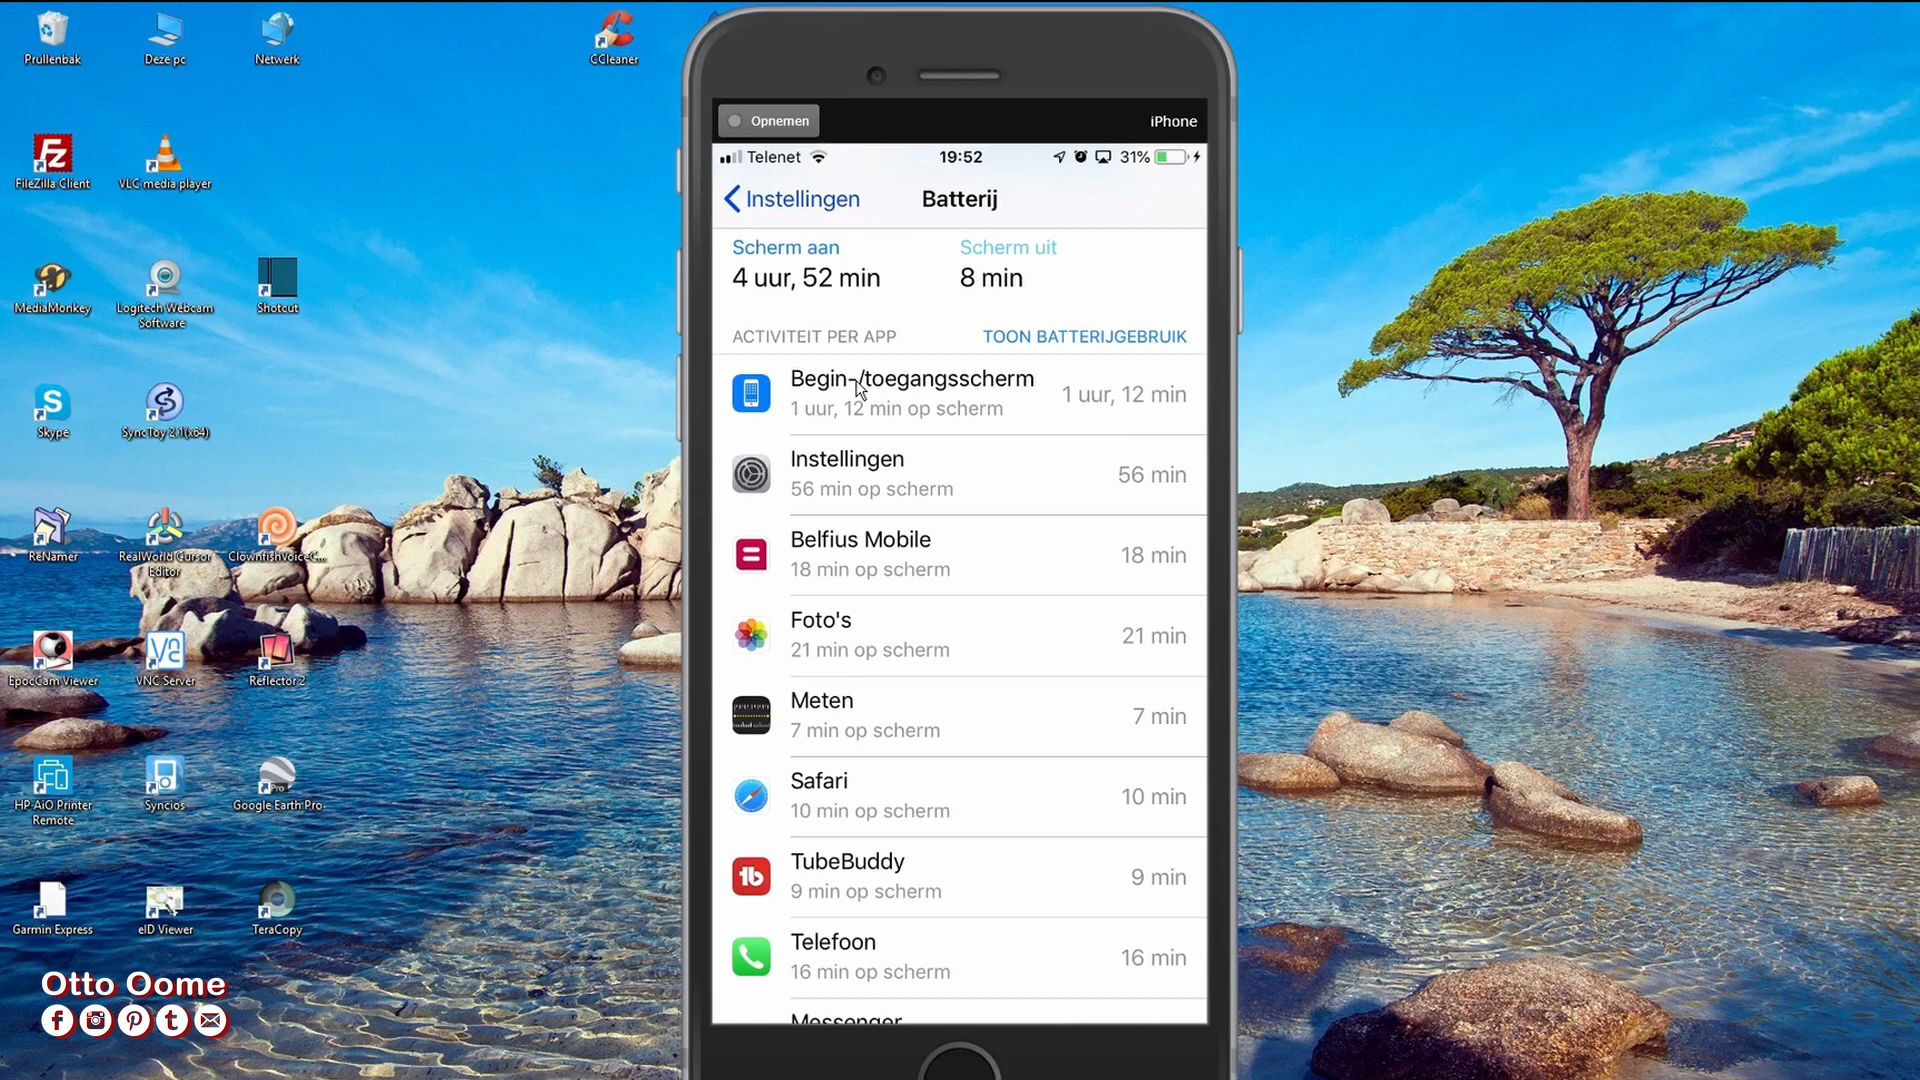 Prullenbak
Deze pc
Netwerk
CCleaner
FileZilla Client
VLC media player
MediaMonkey
Logitech Webcam
Software
Shotcut
Skype
SyncToy 2.1(x64)
ReNamer
RealWorld Cursor
Editor
ClownfishVoiceC...
EpocCam Viewer
VNC Server
Reflector 2
HP AiO Printer
Remote
Syncios
Google Earth Pro
Garmin Express
eID Viewer
TeraCopy
Otto Oome
Opnemen
iPhone
Telenet
19:52
31%
Instellingen
Batterij
Scherm aan
Scherm uit
4 uur, 52 min
8 min
ACTIVITEIT PER APP
TOON BATTERIJGEBRUIK
Begin-/toegangsscherm
1 uur, 12 min op scherm
1 uur, 12 min
Instellingen
56 min op scherm
56 min
Belfius Mobile
18 min op scherm
18 min
Foto's
21 min op scherm
21 min
Meten
7 min op scherm
7 min
Safari
10 min op scherm
10 min
TubeBuddy
9 min op scherm
9 min
Telefoon
16 min op scherm
16 min
Messenger